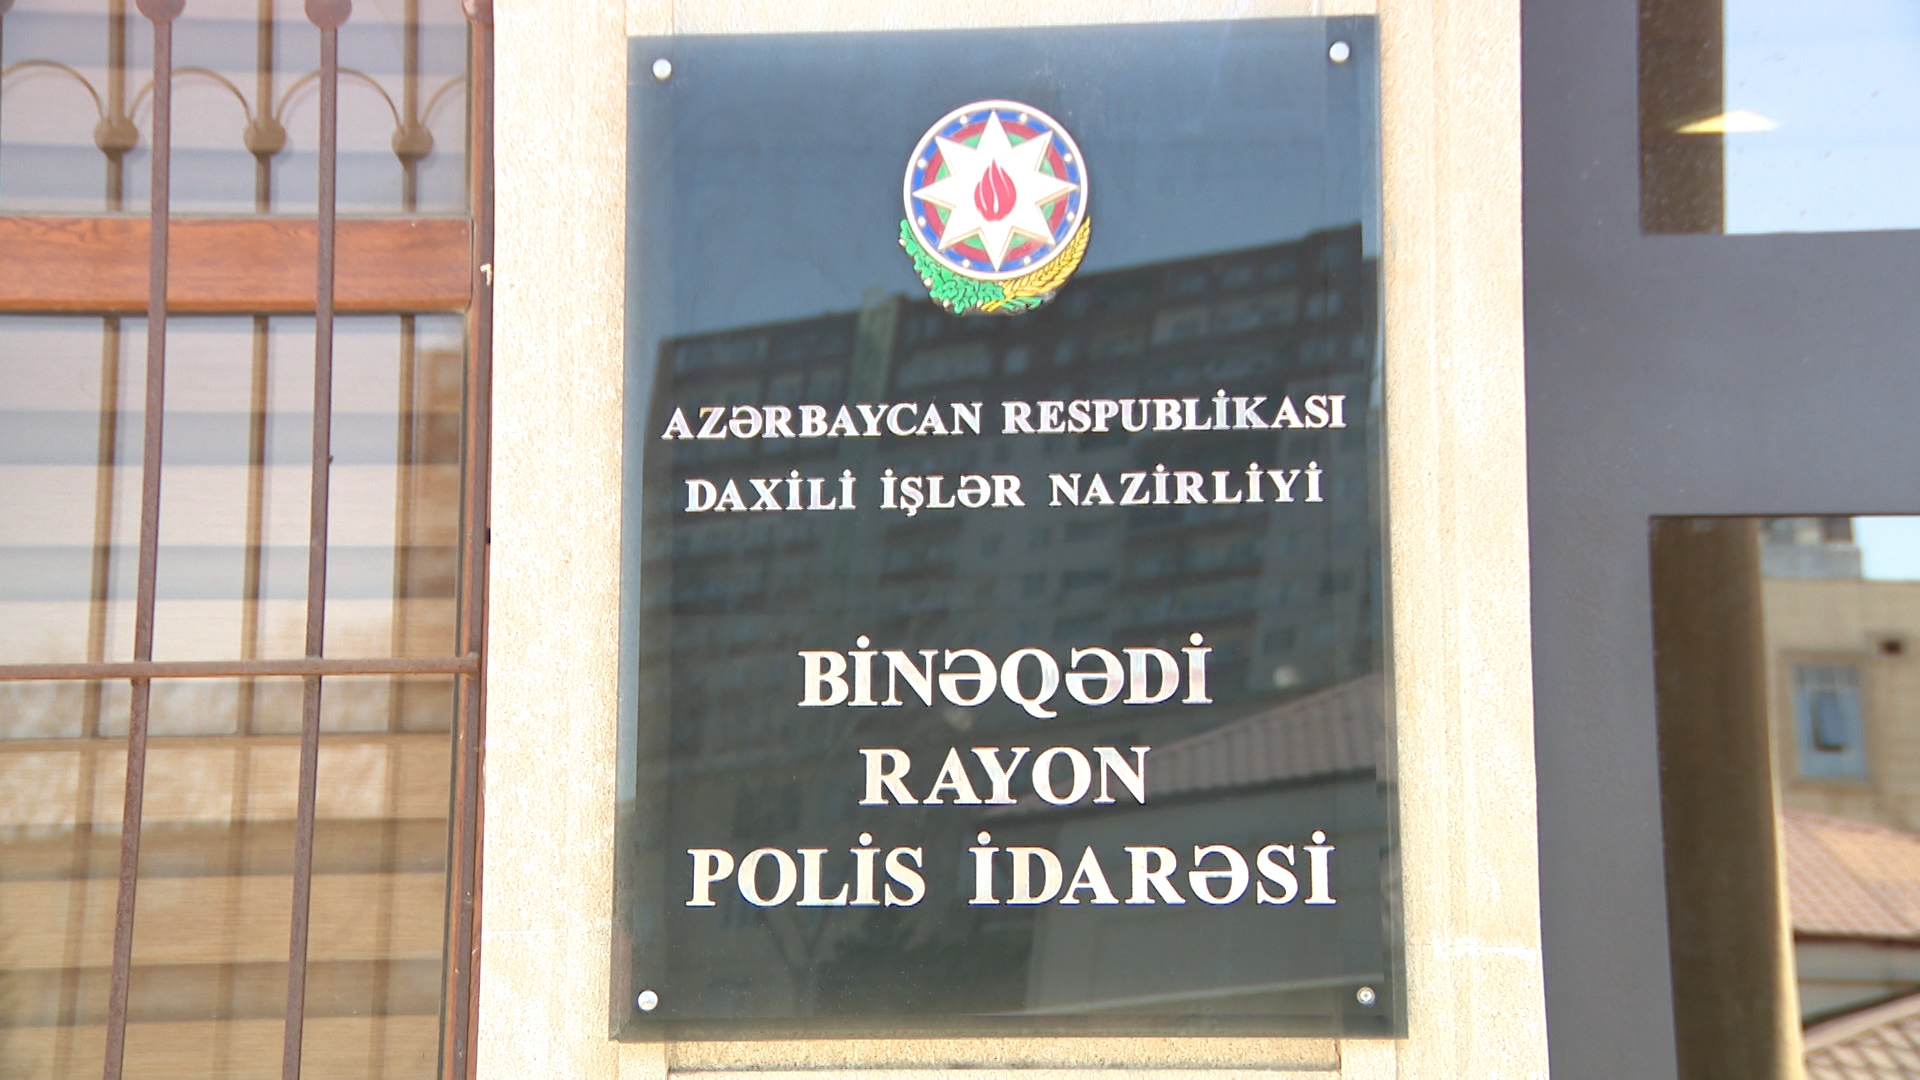 AZƏRBAYCAN RESPUBLİKASI
DAXİLİ İŞLƏR NAZİRLİYİ
BİNƏQƏDİ
RAYON
POLİS İDARƏSİ